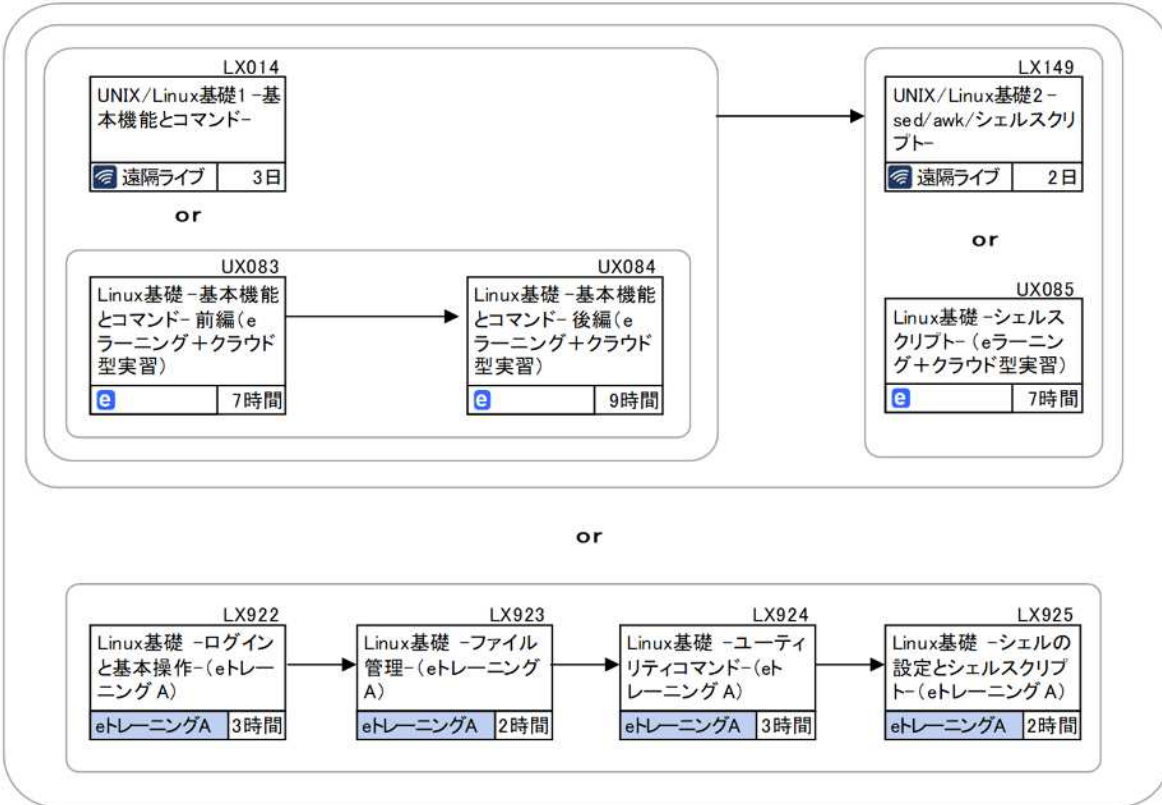 LX014
UNIX/Linux基礎1 -基
本機能とコマンド-
遠隔ライブ 3日
or
UX083
Linux基礎 -基本機能
とコマンド- 前編(e
ラーニング+クラウド
型実習)
e 7時間
UX084
Linux基礎 -基本機能
とコマンド- 後編(e
ラーニング+クラウド
型実習)
e 9時間
LX149
UNIX/Linux基礎2 -
sed/awk/シェルスクリ
プト-
遠隔ライブ 2日
or
UX085
Linux基礎 -シェルス
クリプト- (eラーニン
グ+クラウド型実習)
e 7時間
or
LX922
Linux基礎 -ログイン
と基本操作-(eトレー
ニング A)
eトレーニングA 3時間
LX923
Linux基礎 -ファイル
管理-(eトレーニング
A)
eトレーニングA 2時間
LX924
Linux基礎 -ユーティ
リティコマンド-(eト
レーニング A)
eトレーニングA 3時間
LX925
Linux基礎 -シェルの
設定とシェルスクリプ
ト-(eトレーニング A)
eトレーニングA 2時間